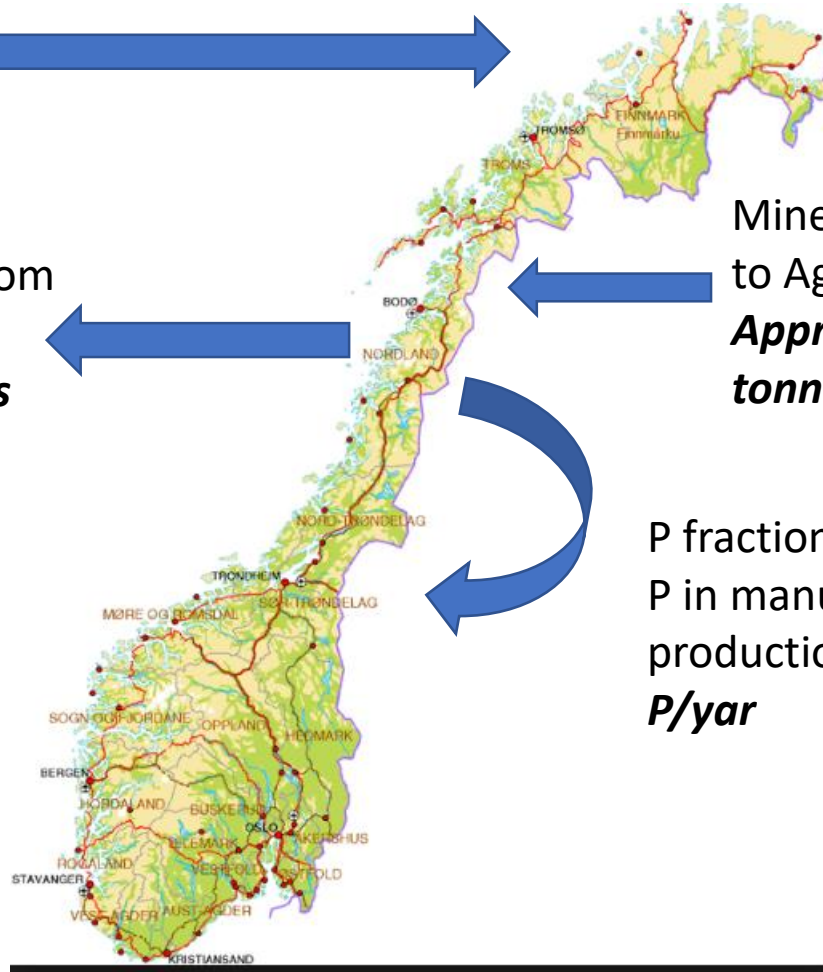 FINNMARK
Finnmárku
TROMSØ
TROMS
Mine
to Ag
Appr
tonn
om
s
BODØ
NORDLAND
NORD-TRØNDELAG
P fraction
P in manu
productio
P/yar
TRONDHEIM
SØR-TRØNDELAG
MØRE OG ROMSDAL
SOGN OG FJORDANE
OPPLAND
HEDMARK
BERGEN
HORDALAND
BUSKERUD
OSLO
AKERSHUS
TELEMARK
ROGALAND
VESTFOLD
ØSTFOLD
STAVANGER
VEST-AGDER
AUST-AGDER
KRISTIANSAND